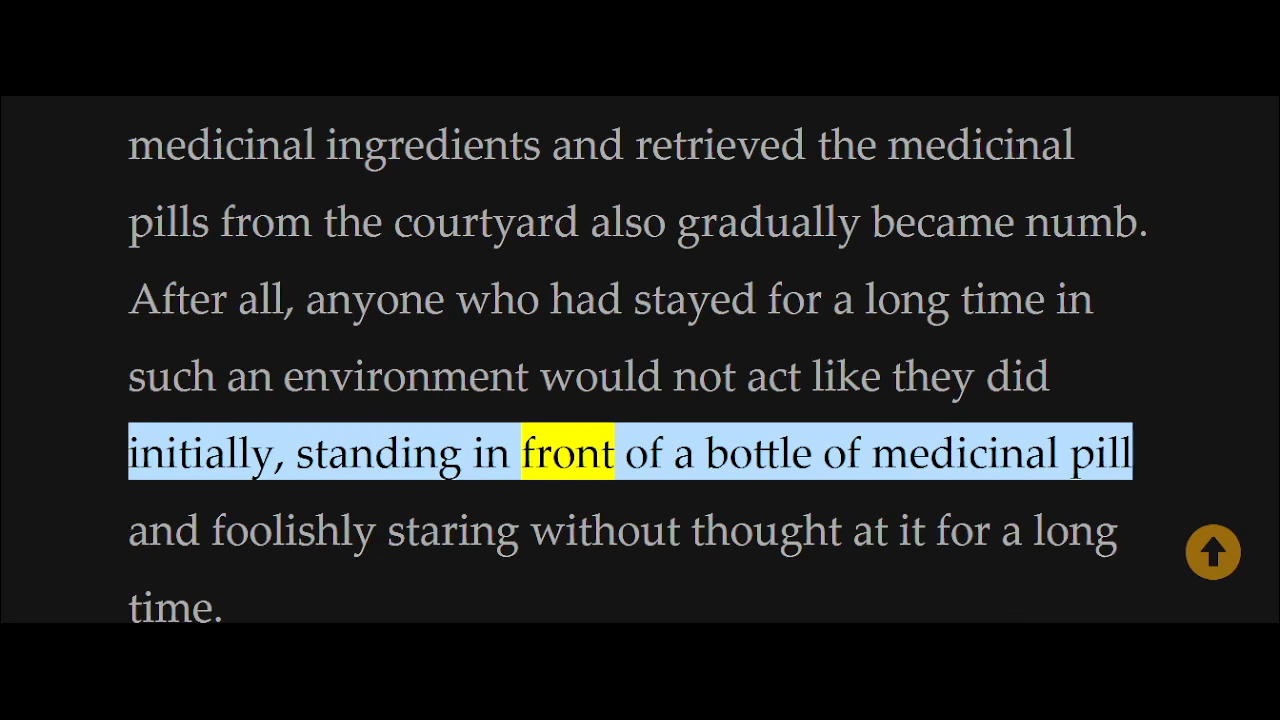 medicinal ingredients and retrieved the medicinal
pills from the courtyard also gradually became numb.
After all, anyone who had stayed for a long time in
such an environment would not act like they did
initially, standing in front of a bottle of medicinal pill
and foolishly staring without thought at it for a long
time.